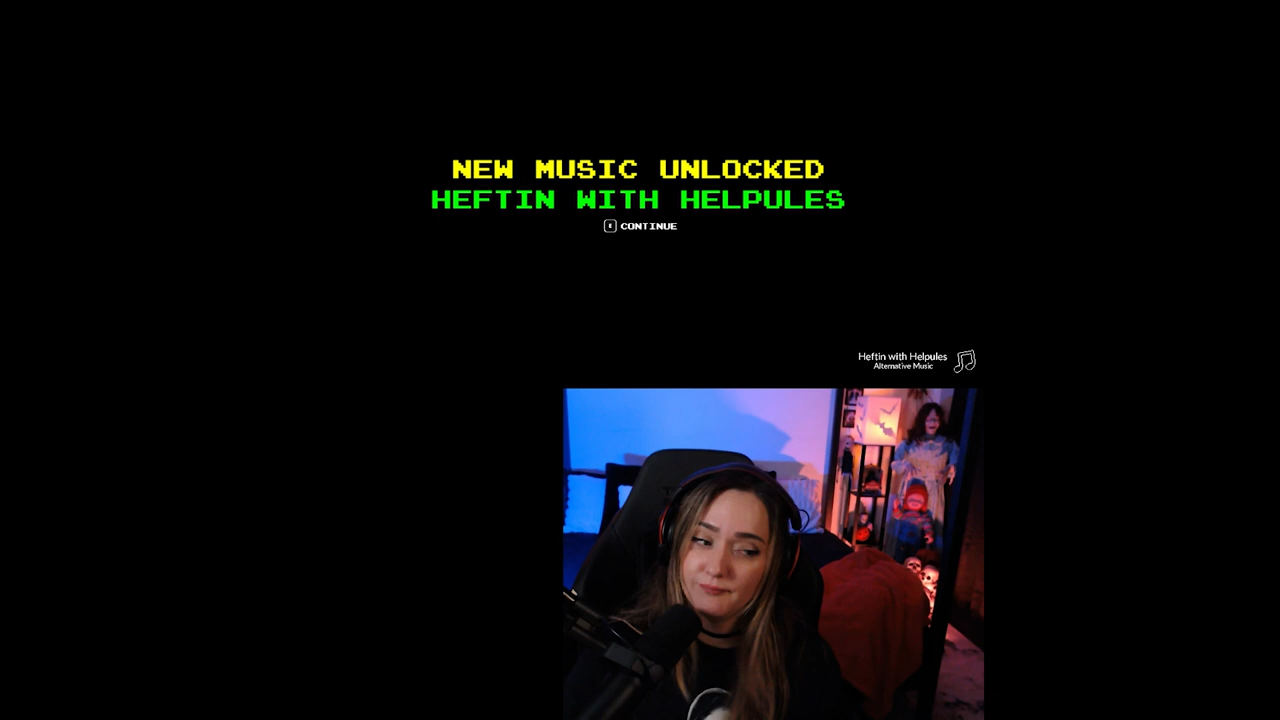 NEW MUSIC UNLOCKED
HEFTIN WITH HELPULES
E CONTINUE
Heftin with Helpules
Alternative Music